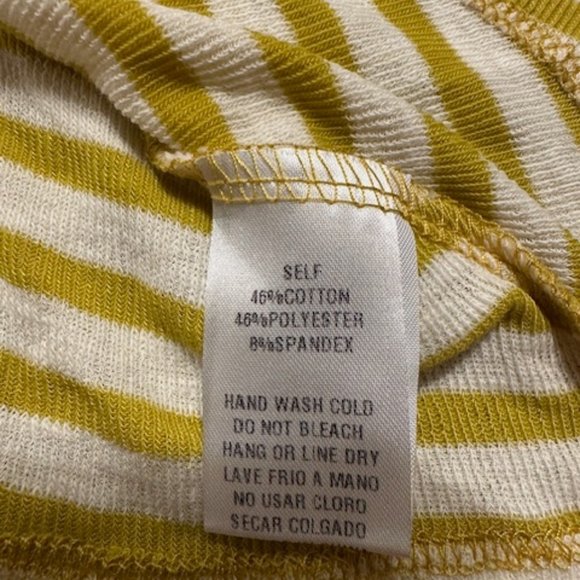 SELF
46%COTTON
46%POLYESTER
8%SPANDEX
HAND WASH COLD
DO NOT BLEACH
HANG OR LINE DRY
LAVE FRIO A MANO
NO USAR CLORO
SECAR COLGADO